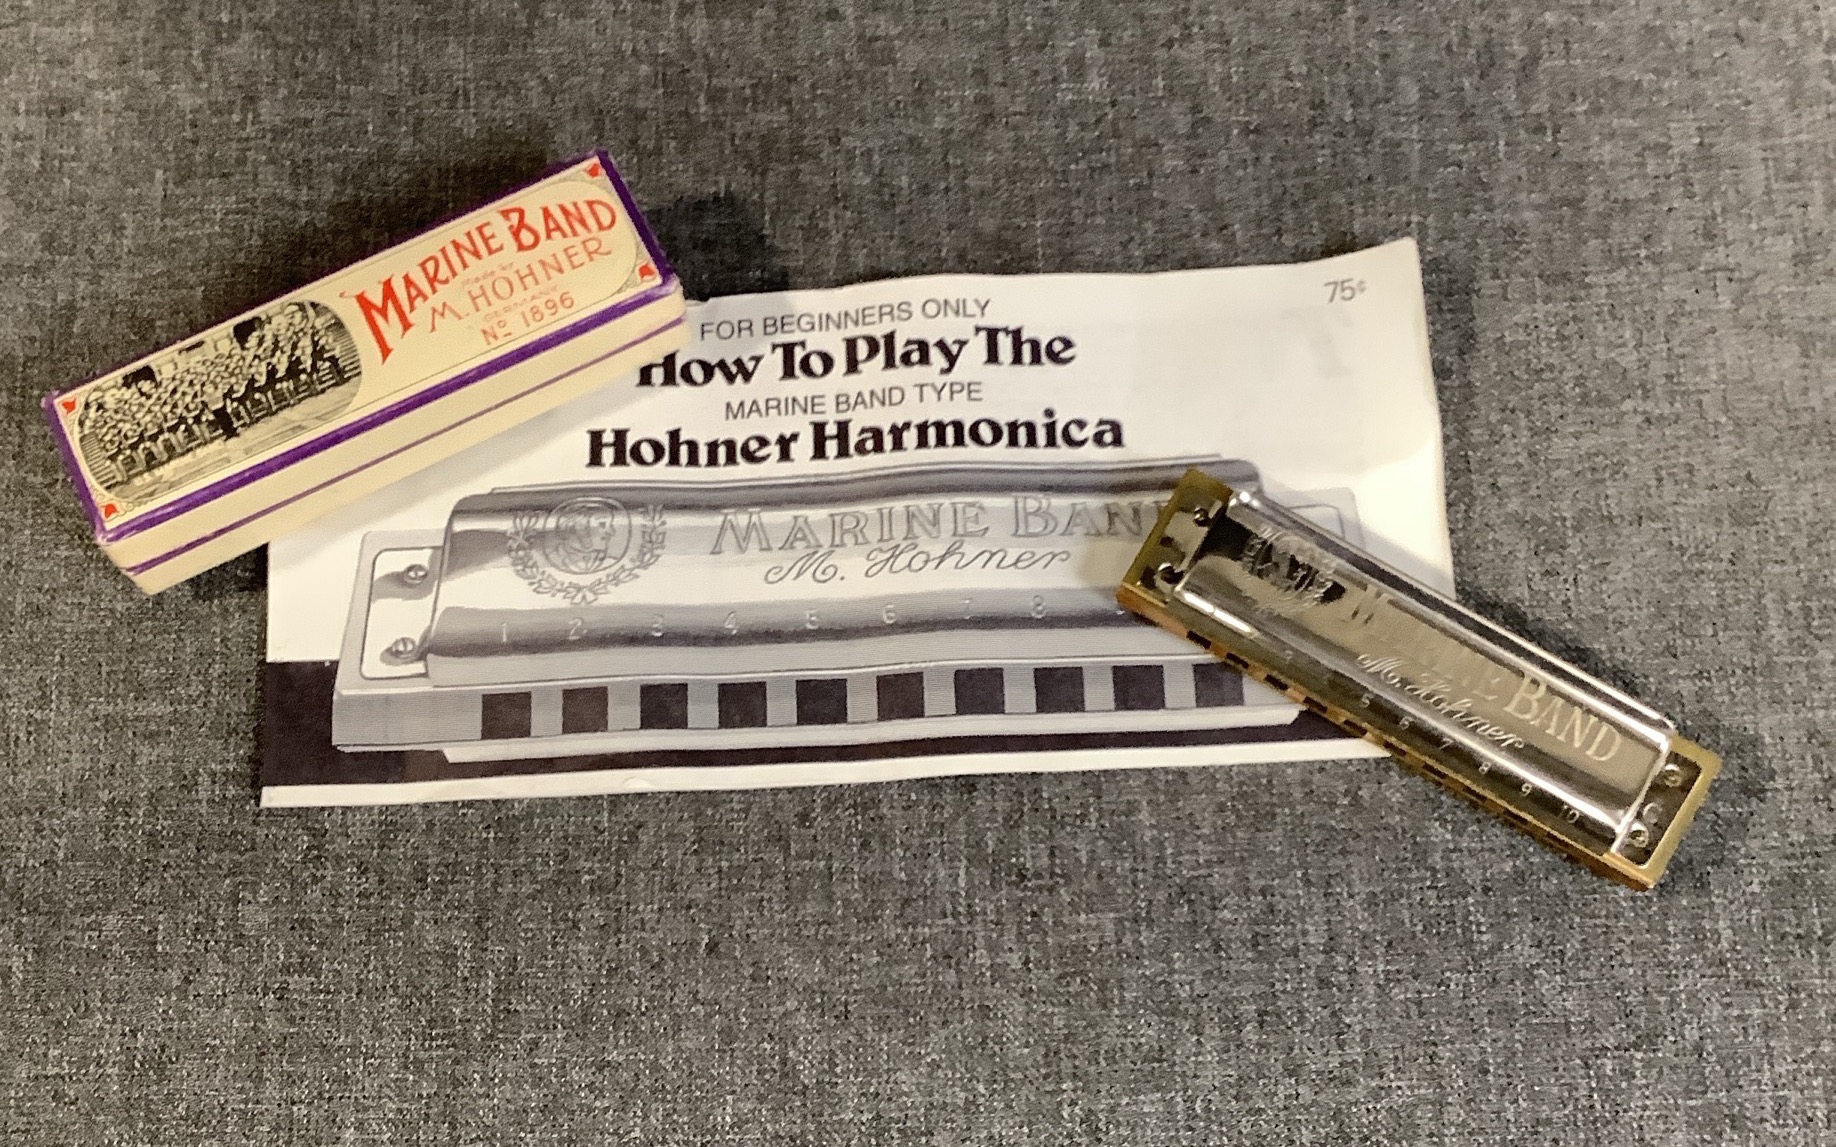 MARINE BAND
made by
M. HOHNER
GERMANY
Nº 1896
FOR BEGINNERS ONLY
75¢
How To Play The
MARINE BAND TYPE
Hohner Harmonica
MARINE BAN
M. Hohner
1 2 3 4 5 6 7 8
MARINE BAND
M. Hohner
3 5 6 7 8 9 10
C